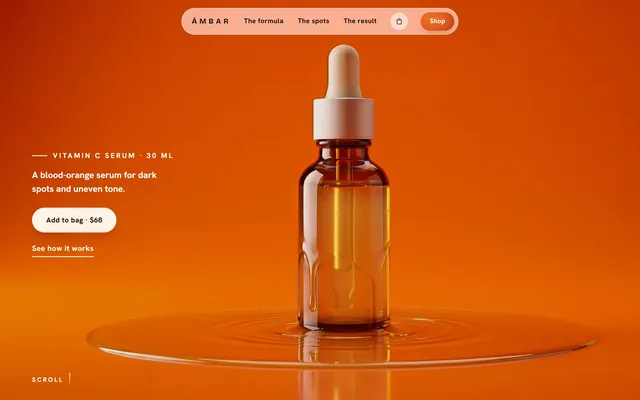 ÁMBAR
The formula
The spots
The result
Shop
VITAMIN C SERUM · 30 ML
A blood-orange serum for dark
spots and uneven tone.
Add to bag · $68
See how it works
SCROLL